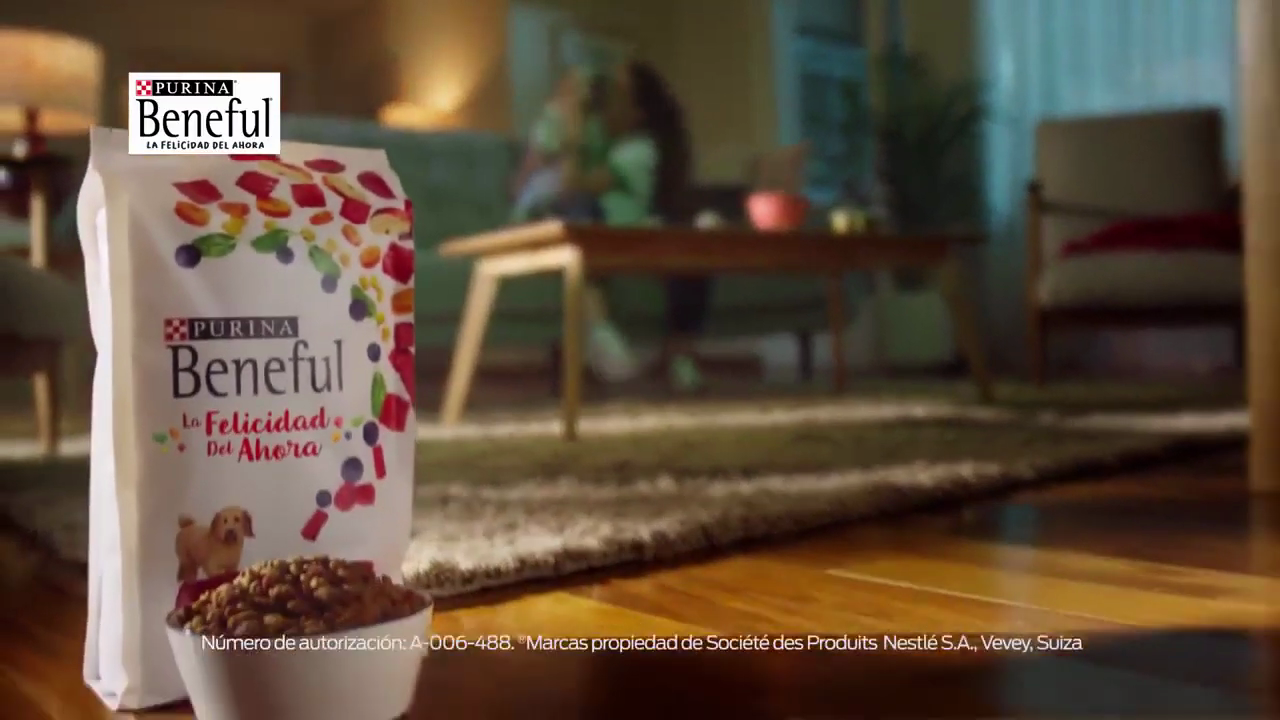 PURINA
Beneful
LA FELICIDAD DEL AHORA
PURINA
Beneful
La Felicidad
Del Ahora
Número de autorización: A-006-488. ®Marcas propiedad de Société des Produits Nestlé S.A., Vevey, Suiza